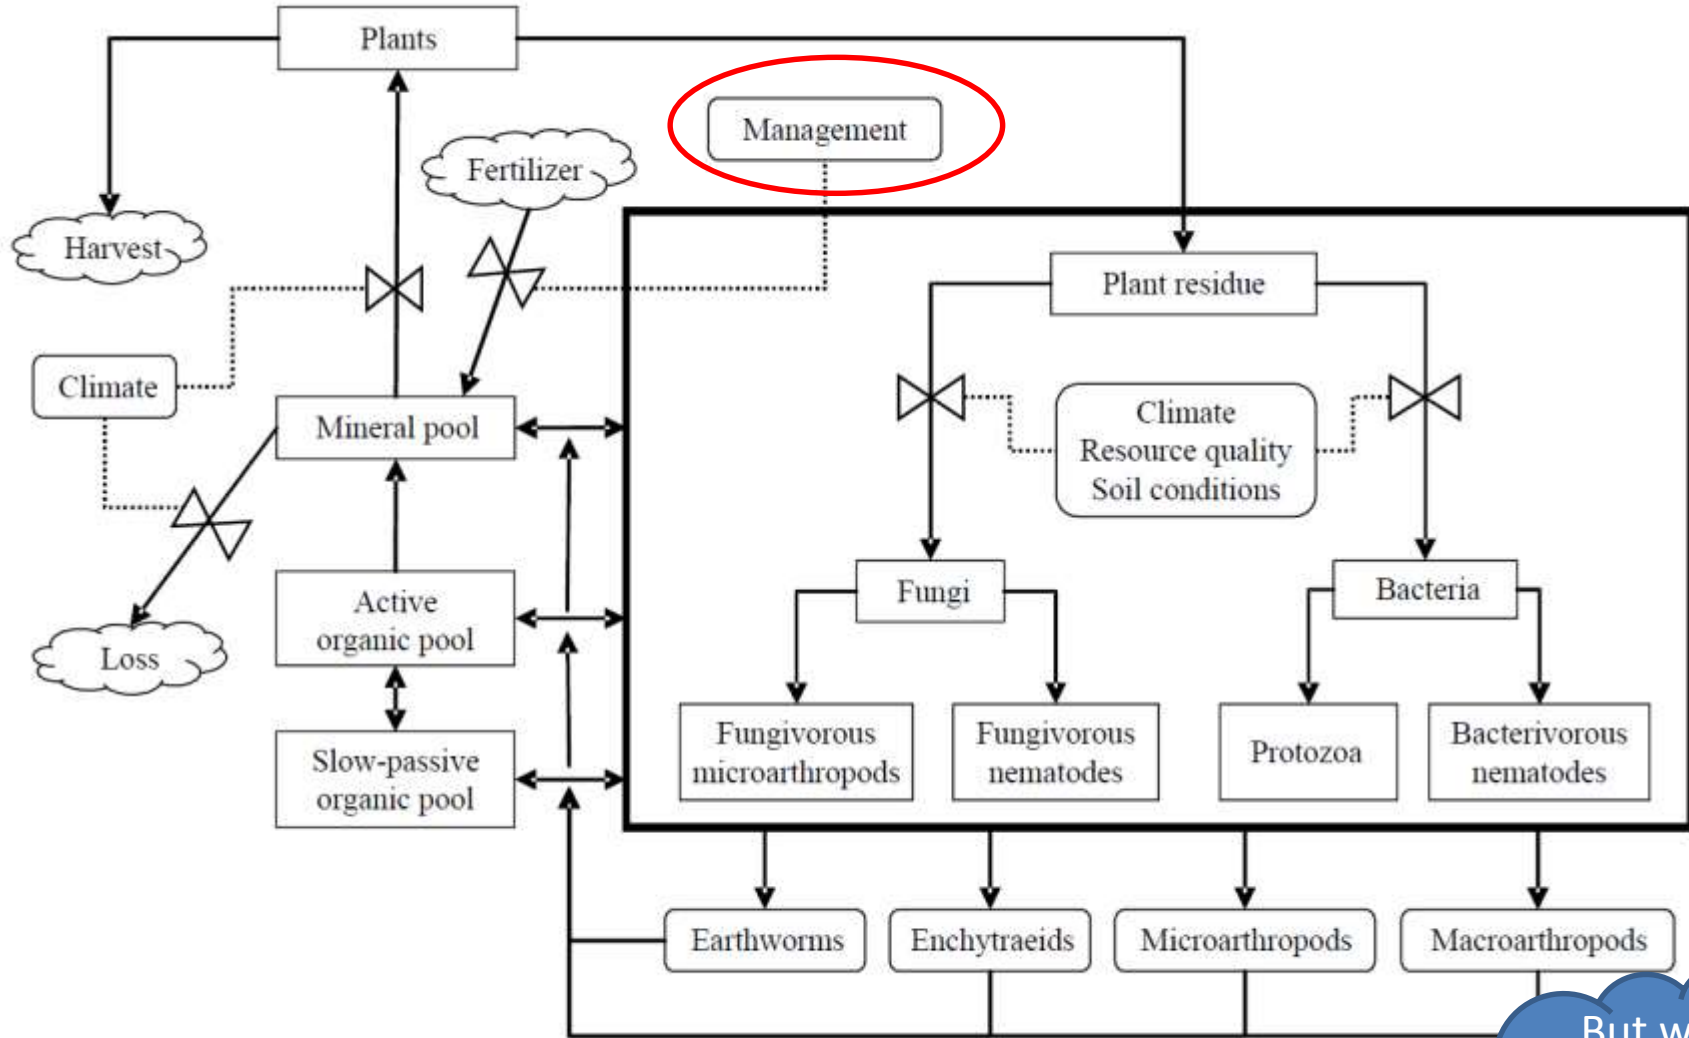 Plants
Management
Fertilizer
Harvest
Plant residue
Climate
Climate
Resource quality
Soil conditions
Mineral pool
Fungi
Bacteria
Active
organic pool
Loss
Fungivorous
microarthropods
Fungivorous
nematodes
Protozoa
Bacterivorous
nematodes
Slow-passive
organic pool
Earthworms
Enchytraeids
Microarthropods
Macroarthropods
But